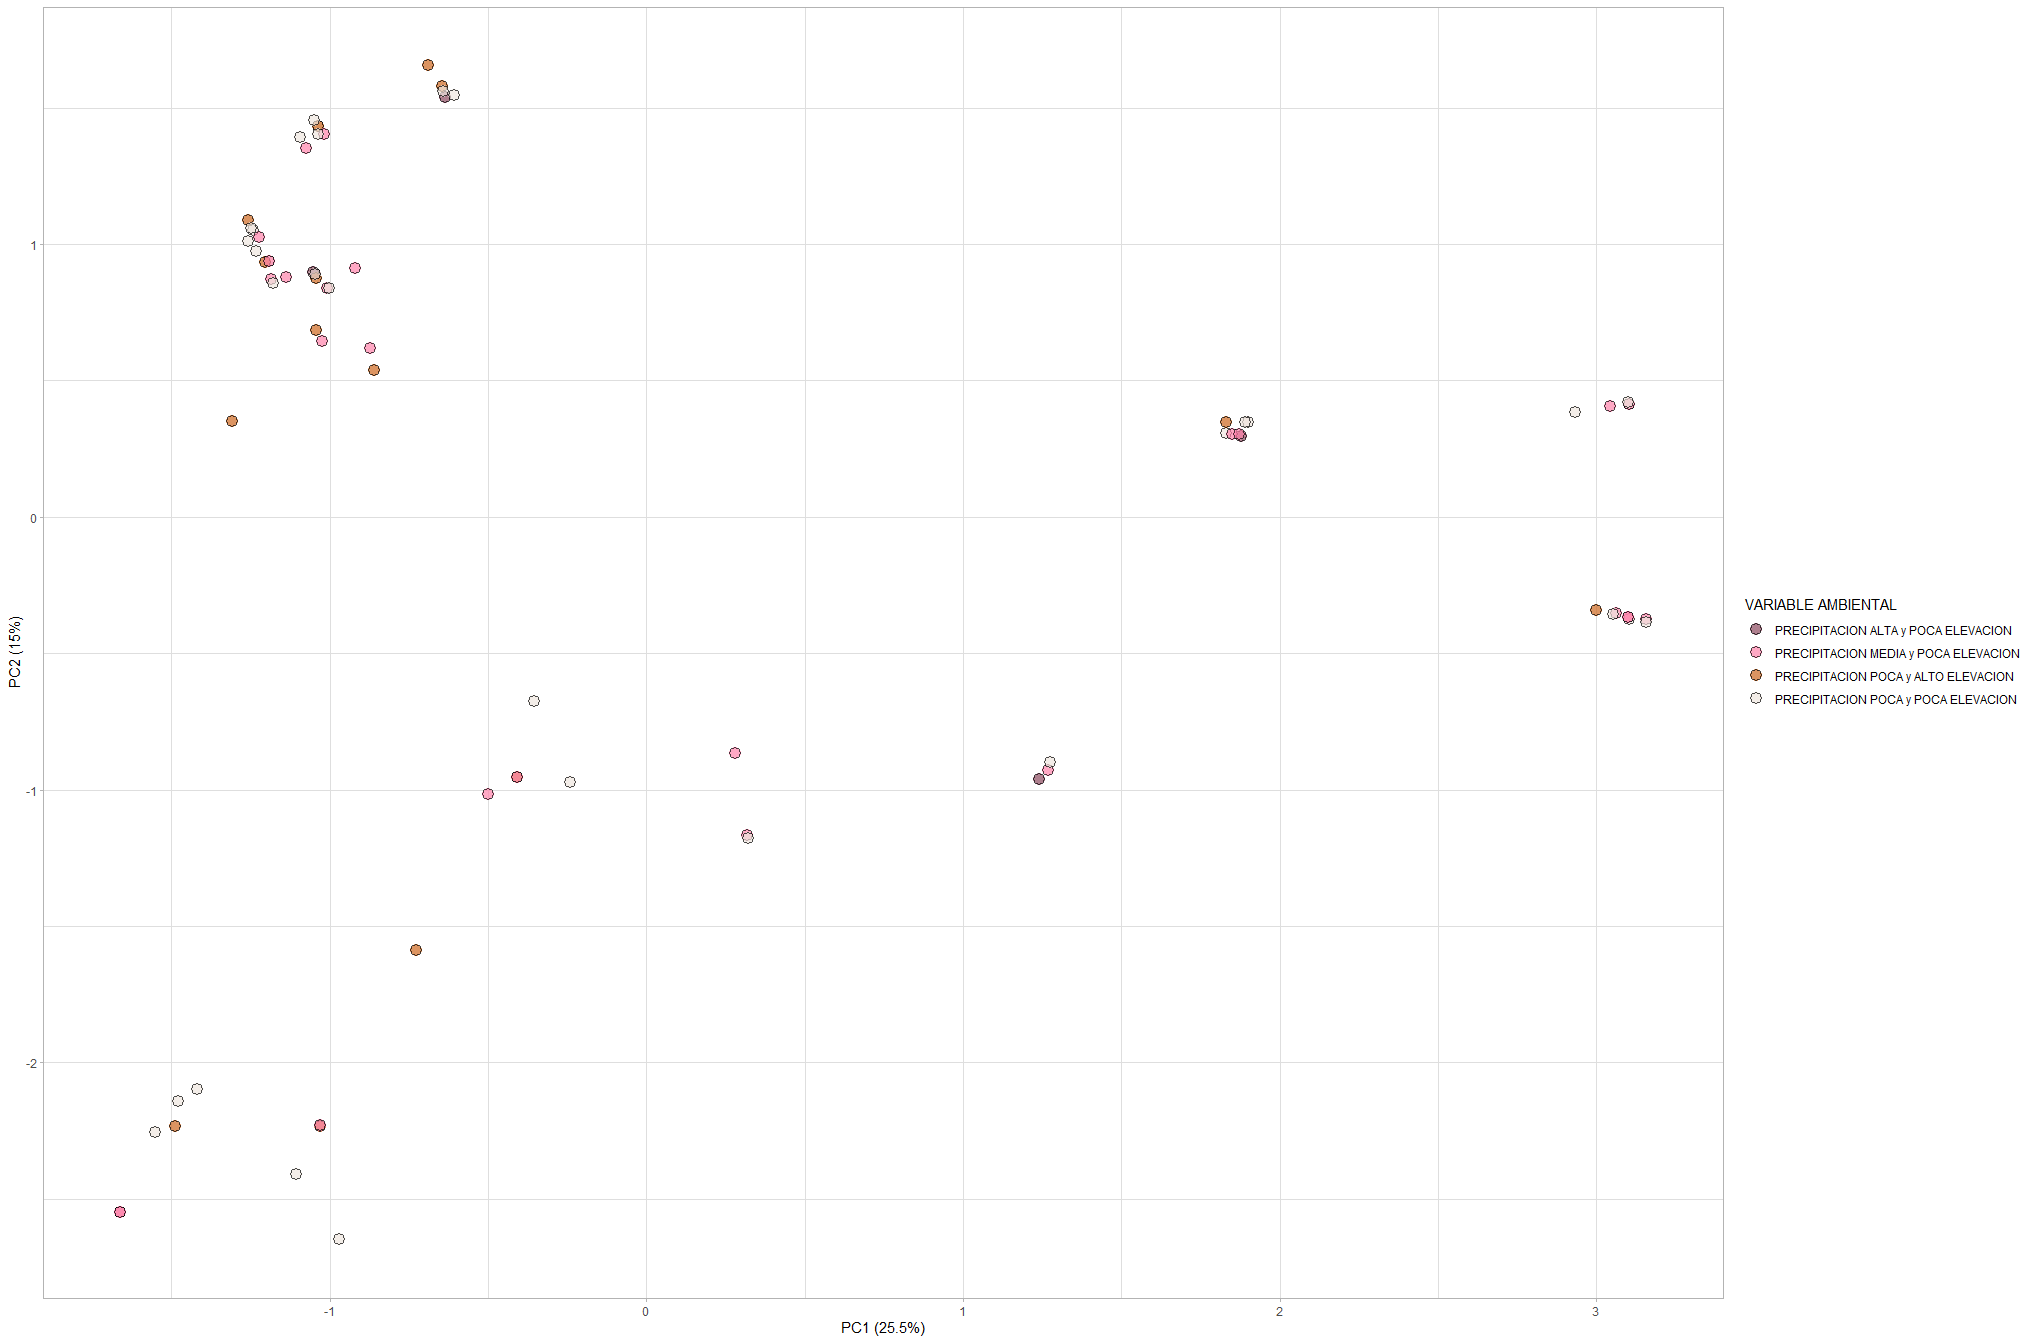 1
0
-1
-2
PC2 (15%)
-1
0
1
2
3
PC1 (25.5%)
VARIABLE AMBIENTAL
PRECIPITACION ALTA y POCA ELEVACION
PRECIPITACION MEDIA y POCA ELEVACION
PRECIPITACION POCA y ALTO ELEVACION
PRECIPITACION POCA y POCA ELEVACION